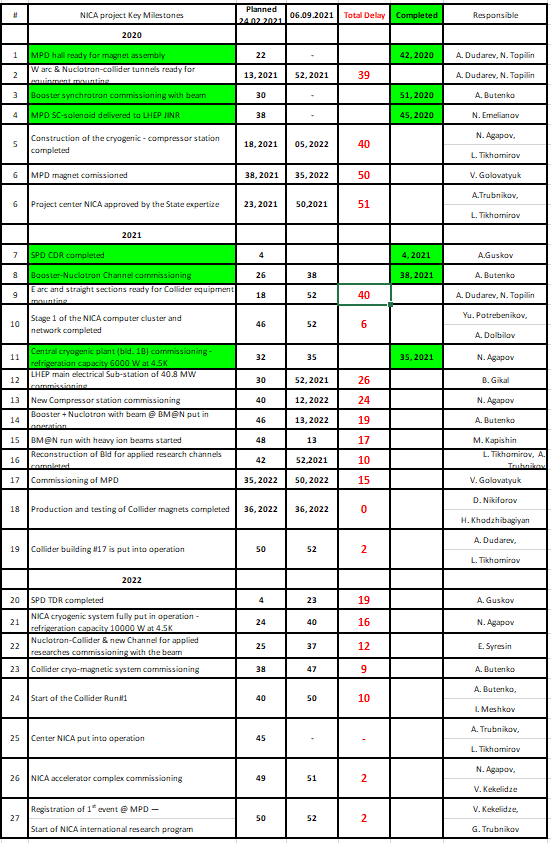 # NICA project Key Milestones Planned 24.02.2021 06.09.2021 Total Delay Completed Responsible
2020
1 MPD hall ready for magnet assembly 22 - 42, 2020 A. Dudarev, N. Topilin
2 W arc & Nuclotron-collider tunnels ready for equipment mounting 13, 2021 52, 2021 39 A. Dudarev, N. Topilin
3 Booster synchrotron commissioning with beam 30 - 51, 2020 A. Butenko
4 MPD SC-solenoid delivered to LHEP JINR 38 - 45, 2020 N. Emelianov
5 Construction of the cryogenic - compressor station completed 18, 2021 05, 2022 40 N. Agapov, L. Tikhomirov
6 MPD magnet comissioned 38, 2021 35, 2022 50 V. Golovatyuk
6 Project center NICA approved by the State expertize 23, 2021 50,2021 51 A.Trubnikov, L. Tikhomirov
2021
7 SPD CDR completed 4 4, 2021 A.Guskov
8 Booster-Nuclotron Channel commissioning 26 38 38, 2021 A. Butenko
9 E arc and straight sections ready for Collider equipment mounting 18 52 40 A. Dudarev, N. Topilin
10 Stage 1 of the NICA computer cluster and network completed 46 52 6 Yu. Potrebenikov, A. Dolbilov
11 Central cryogenic plant (bld. 1B) commissioning - refrigeration capacity 6000 W at 4.5K 32 35 35, 2021 N. Agapov
12 LHEP main electrical Sub-station of 40.8 MW commissioning 30 52, 2021 26 B. Gikal
13 New Compressor station commissioning 40 12, 2022 24 N. Agapov
14 Booster + Nuclotron with beam @ BM@N put in operation 46 13, 2022 19 A. Butenko
15 BM@N run with heavy ion beams started 48 13 17 M. Kapishin
16 Reconstruction of Bld for applied research channels completed 42 52,2021 10 L. Tikhomirov, A. Trubnikov
17 Commissioning of MPD 35, 2022 50, 2022 15 V. Golovatyuk
18 Production and testing of Collider magnets completed 36, 2022 36, 2022 0 D. Nikiforov H. Khodzhibagiyan
19 Collider building #17 is put into operation 50 52 2 A. Dudarev, L. Tikhomirov
2022
20 SPD TDR completed 4 23 19 A. Guskov
21 NICA cryogenic system fully put in operation - refrigeration capacity 10000 W at 4.5K 24 40 16 N. Agapov
22 Nuclotron-Collider & new Channel for applied researches commissioning with the beam 25 37 12 E. Syresin
23 Collider cryo-magnetic system commissioning 38 47 9 A. Butenko
24 Start of the Collider Run#1 40 50 10 A. Butenko, I. Meshkov
25 Center NICA put into operation 45 - - A. Trubnikov, L. Tikhomirov
26 NICA accelerator complex commissioning 49 51 2 N. Agapov, V. Kekelidze
27 Registration of 1st event @ MPD — Start of NICA international research program 50 52 2 V. Kekelidze, G. Trubnikov